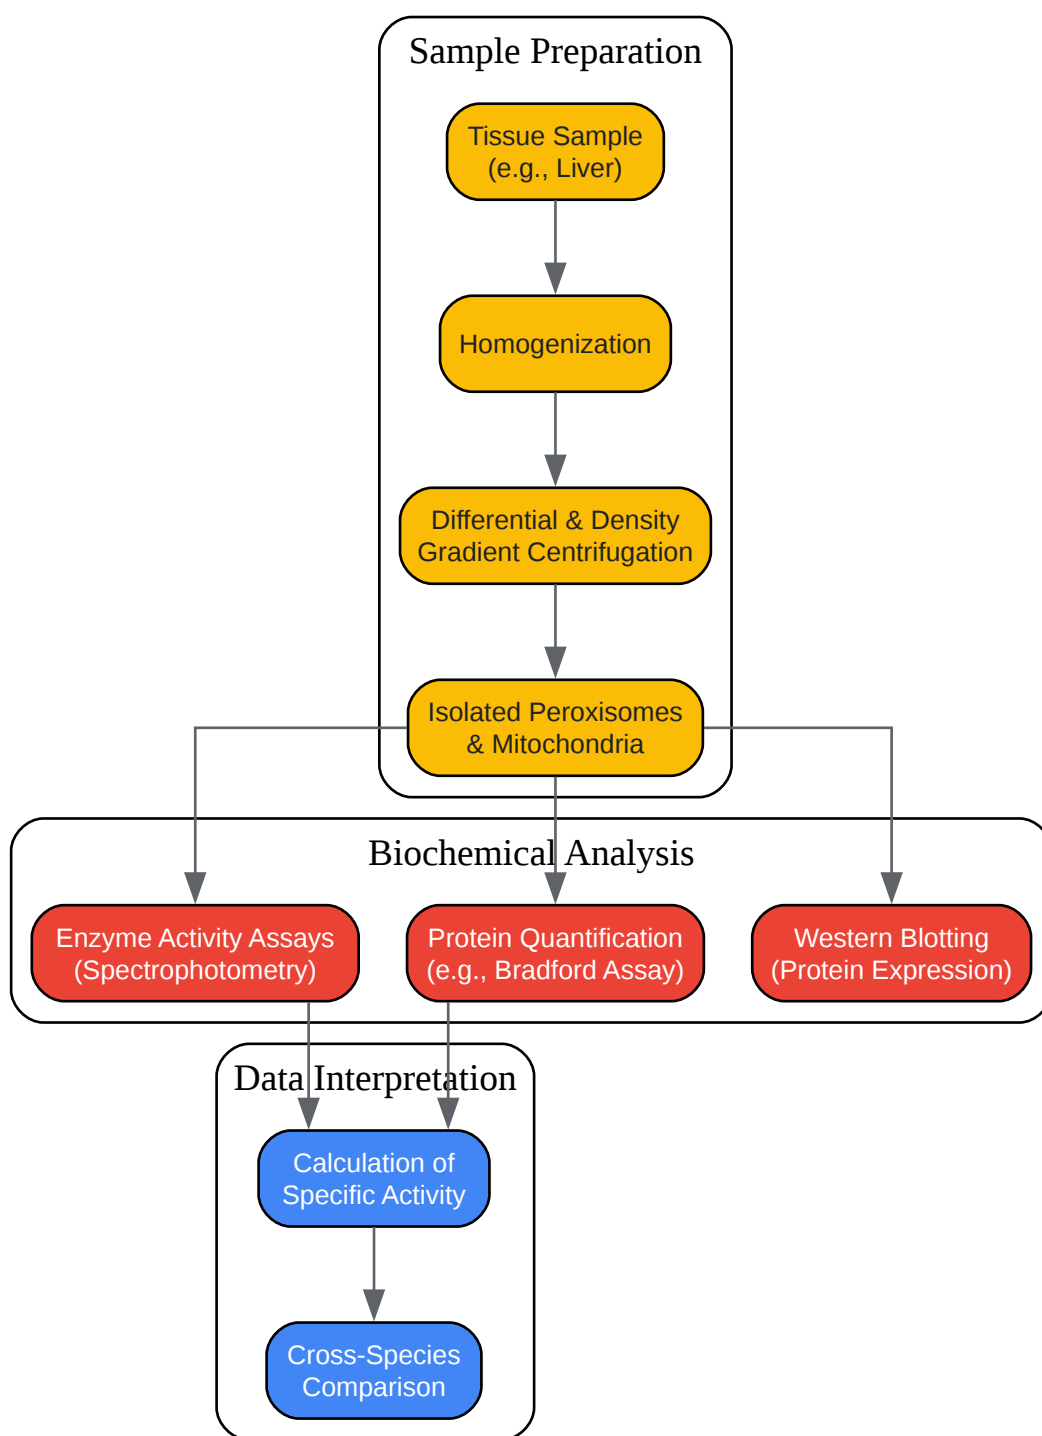 Sample Preparation
Tissue Sample
(e.g., Liver)
Homogenization
Differential & Density
Gradient Centrifugation
Isolated Peroxisomes
& Mitochondria
Biochemical Analysis
Enzyme Activity Assays
(Spectrophotometry)
Protein Quantification
(e.g., Bradford Assay)
Western Blotting
(Protein Expression)
Data Interpretation
Calculation of
Specific Activity
Cross-Species
Comparison